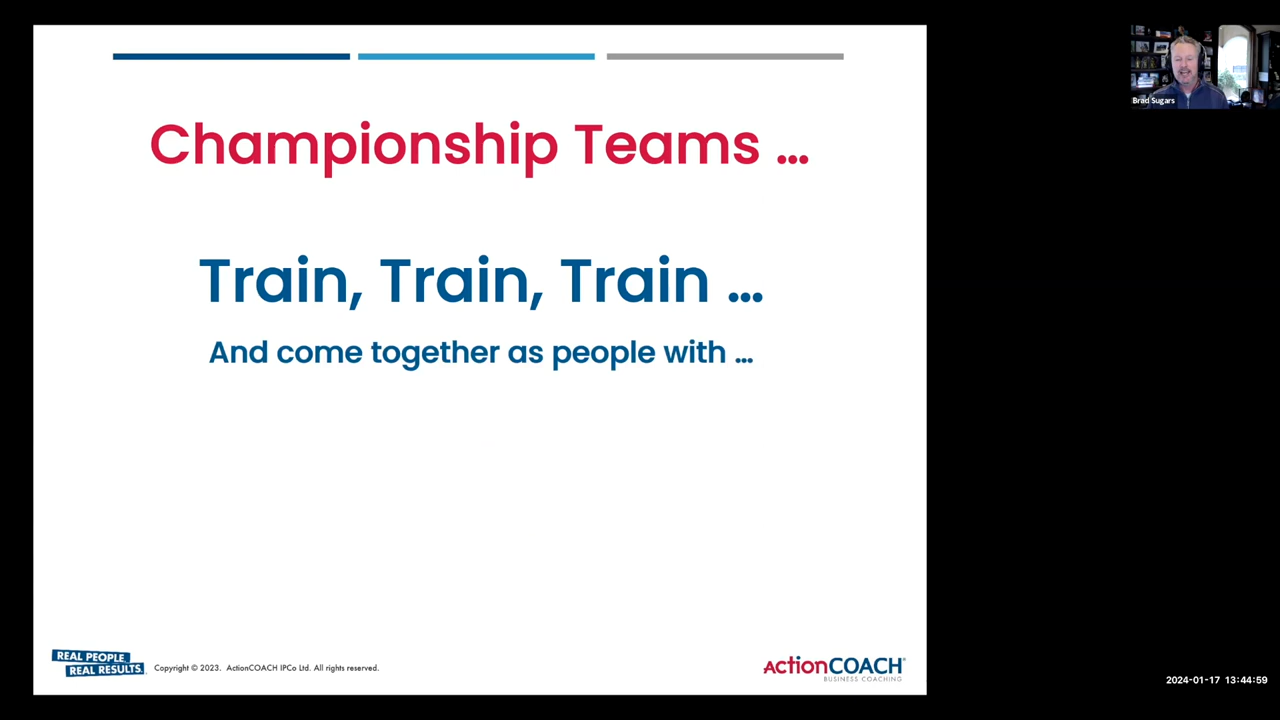 Championship Teams ...
Train, Train, Train ...
And come together as people with ...
REAL PEOPLE
REAL RESULTS.
Copyright © 2023. ActionCOACH IPCo Ltd. All rights reserved.
ActionCOACH®
BUSINESS COACHING
Brad Sugars
2024-01-17 13:44:59